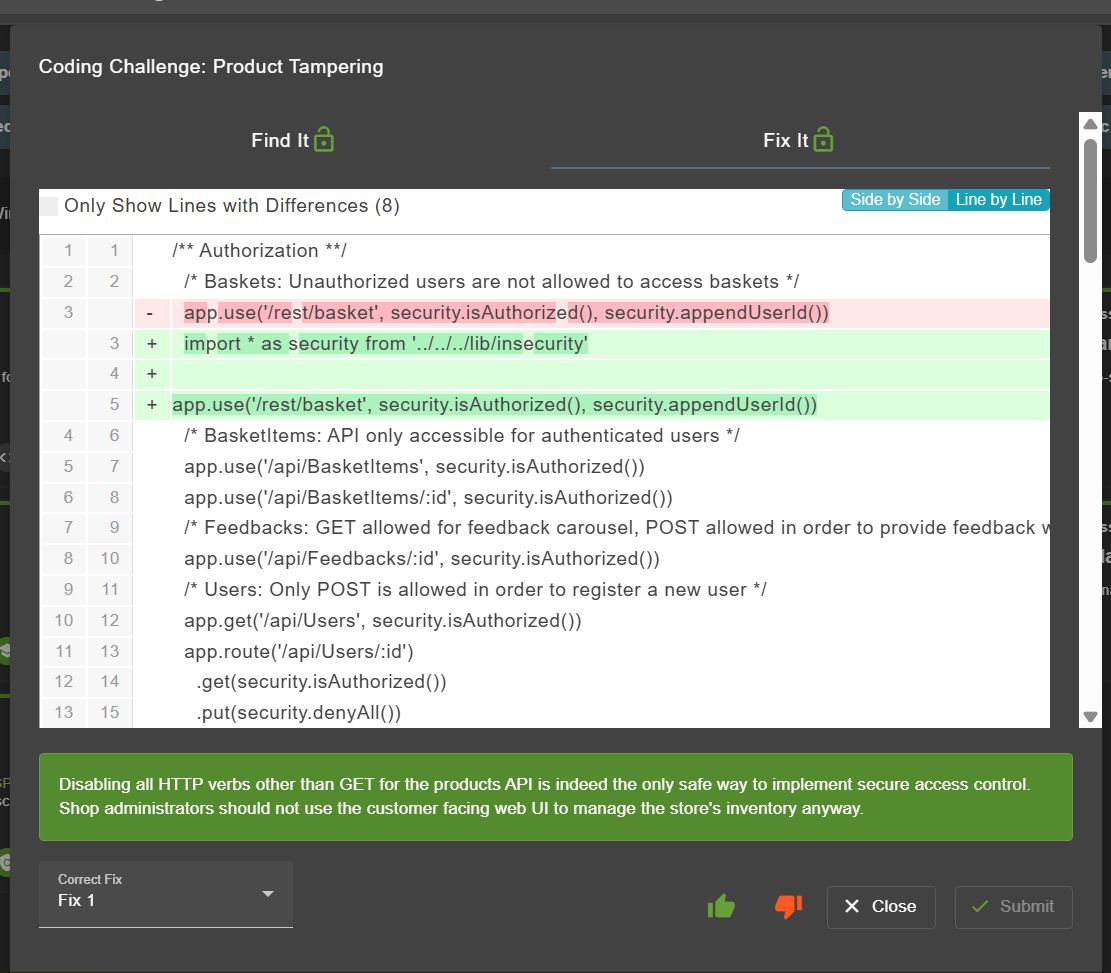 Coding Challenge: Product Tampering
Find It
Fix It
Only Show Lines with Differences (8)
Side by Side Line by Line
1 1 /** Authorization **/
2 2 /* Baskets: Unauthorized users are not allowed to access baskets */
3 - app.use('/rest/basket', security.isAuthorized(), security.appendUserId())
3 + import * as security from '../../../lib/insecurity'
4 +
5 + app.use('/rest/basket', security.isAuthorized(), security.appendUserId())
4 6 /* BasketItems: API only accessible for authenticated users */
5 7 app.use('/api/BasketItems', security.isAuthorized())
6 8 app.use('/api/BasketItems/:id', security.isAuthorized())
7 9 /* Feedbacks: GET allowed for feedback carousel, POST allowed in order to provide feedback
8 10 app.use('/api/Feedbacks/:id', security.isAuthorized())
9 11 /* Users: Only POST is allowed in order to register a new user */
10 12 app.get('/api/Users', security.isAuthorized())
11 13 app.route('/api/Users/:id')
12 14 .get(security.isAuthorized())
13 15 .put(security.denyAll())
Disabling all HTTP verbs other than GET for the products API is indeed the only safe way to implement secure access control.
Shop administrators should not use the customer facing web UI to manage the store's inventory anyway.
Correct Fix
Fix 1
Close
Submit